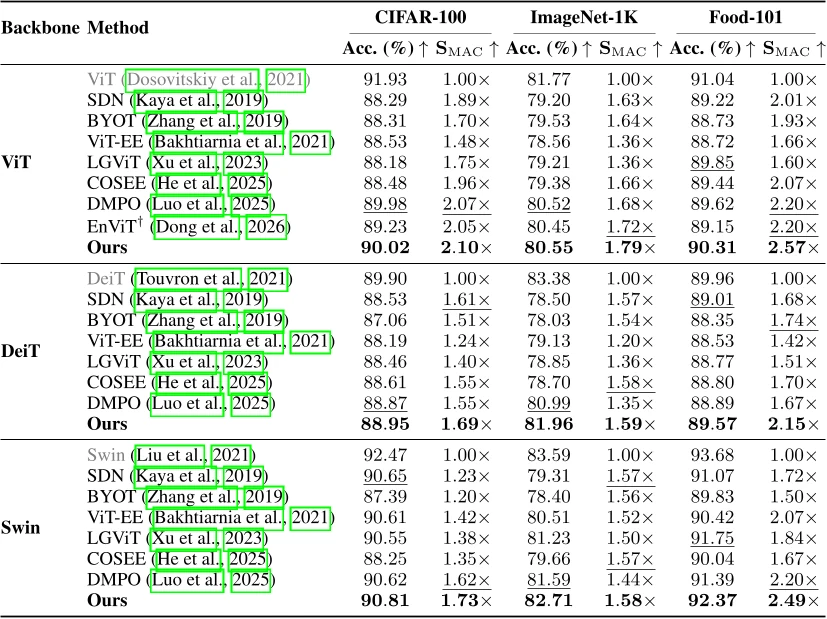 Backbone Method CIFAR-100 ImageNet-1K Food-101
Acc. (%) ↑ S_MAC ↑ Acc. (%) ↑ S_MAC ↑ Acc. (%) ↑ S_MAC ↑
ViT
ViT (Dosovitskiy et al., 2021) 91.93 1.00× 81.77 1.00× 91.04 1.00×
SDN (Kaya et al., 2019) 88.29 1.89× 79.20 1.63× 89.22 2.01×
BYOT (Zhang et al., 2019) 88.31 1.70× 79.53 1.64× 88.73 1.93×
ViT-EE (Bakhtiarnia et al., 2021) 88.53 1.48× 78.56 1.36× 88.72 1.66×
LGViT (Xu et al., 2023) 88.18 1.75× 79.21 1.36× 89.85 1.60×
COSEE (He et al., 2025) 88.48 1.96× 79.38 1.66× 89.44 2.07×
DMPO (Luo et al., 2025) 89.98 2.07× 80.52 1.68× 89.62 2.20×
EnViT† (Dong et al., 2026) 89.23 2.05× 80.45 1.72× 89.15 2.20×
Ours 90.02 2.10× 80.55 1.79× 90.31 2.57×
DeiT
DeiT (Touvron et al., 2021) 89.90 1.00× 83.38 1.00× 89.96 1.00×
SDN (Kaya et al., 2019) 88.53 1.61× 78.50 1.57× 89.01 1.68×
BYOT (Zhang et al., 2019) 87.06 1.51× 78.03 1.54× 88.35 1.74×
ViT-EE (Bakhtiarnia et al., 2021) 88.19 1.24× 79.13 1.20× 88.53 1.42×
LGViT (Xu et al., 2023) 88.46 1.40× 78.85 1.36× 88.77 1.51×
COSEE (He et al., 2025) 88.61 1.55× 78.70 1.58× 88.80 1.70×
DMPO (Luo et al., 2025) 88.87 1.55× 80.99 1.35× 88.89 1.67×
Ours 88.95 1.69× 81.96 1.59× 89.57 2.15×
Swin
Swin (Liu et al., 2021) 92.47 1.00× 83.59 1.00× 93.68 1.00×
SDN (Kaya et al., 2019) 90.65 1.23× 79.31 1.57× 91.07 1.72×
BYOT (Zhang et al., 2019) 87.39 1.20× 78.40 1.56× 89.83 1.50×
ViT-EE (Bakhtiarnia et al., 2021) 90.61 1.42× 80.51 1.52× 90.42 2.07×
LGViT (Xu et al., 2023) 90.55 1.38× 81.23 1.50× 91.75 1.84×
COSEE (He et al., 2025) 88.25 1.35× 79.66 1.57× 90.04 1.67×
DMPO (Luo et al., 2025) 90.62 1.62× 81.59 1.44× 91.39 2.20×
Ours 90.81 1.73× 82.71 1.58× 92.37 2.49×